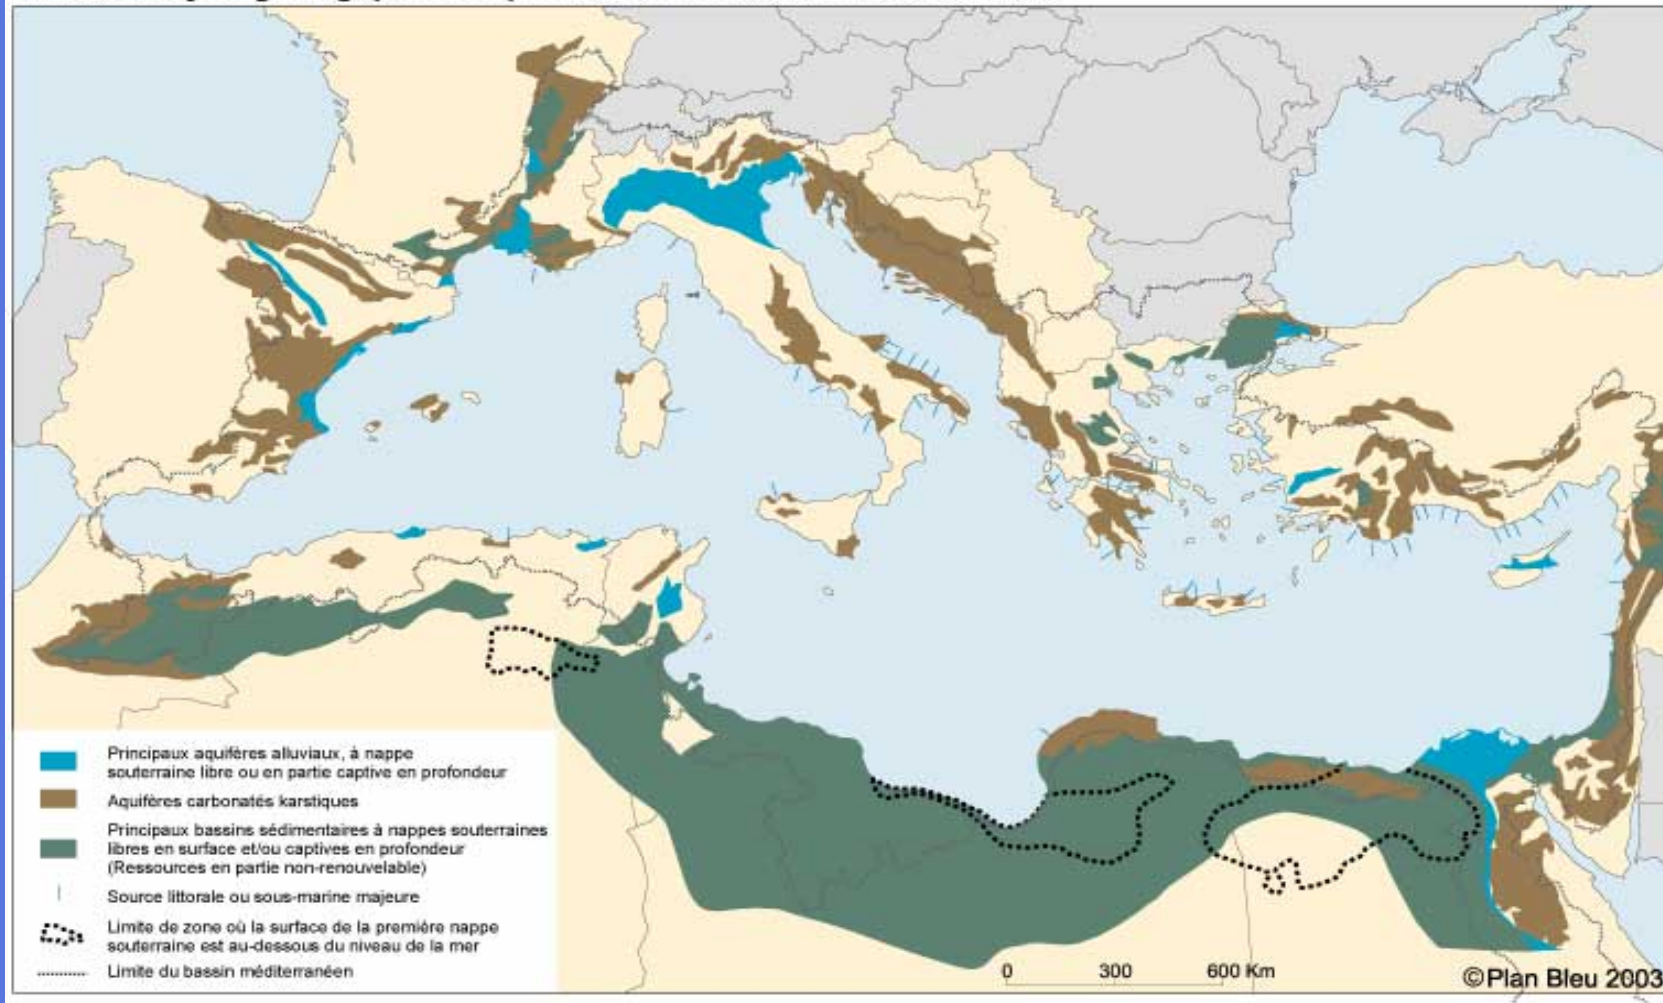 Principaux aquifères alluviaux, à nappe
souterraine libre ou en partie captive en profondeur
Aquifères carbonatés karstiques
Principaux bassins sédimentaires à nappes souterraines
libres en surface et/ou captives en profondeur
(Ressources en partie non-renouvelable)
Source littorale ou sous-marine majeure
Limite de zone où la surface de la première nappe
souterraine est au-dessous du niveau de la mer
Limite du bassin méditerranéen
0 300 600 Km
©Plan Bleu 2003